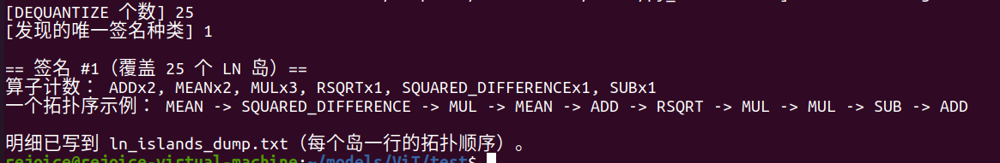 [DEQUANTIZE 个数] 25
[发现的唯一签名种类] 1
== 签名 #1（覆盖 25 个 LN 岛）==
算子计数： ADDx2, MEANx2, MULx3, RSQRTx1, SQUARED_DIFFERENCEx1, SUBx1
一个拓扑序示例： MEAN -> SQUARED_DIFFERENCE -> MUL -> MEAN -> ADD -> RSQRT -> MUL -> MUL -> SUB -> ADD
明细已写到 ln_islands_dump.txt（每个岛一行的拓扑顺序）。
rejoice@rejoice-virtual-machine:~/models/ViT/test$